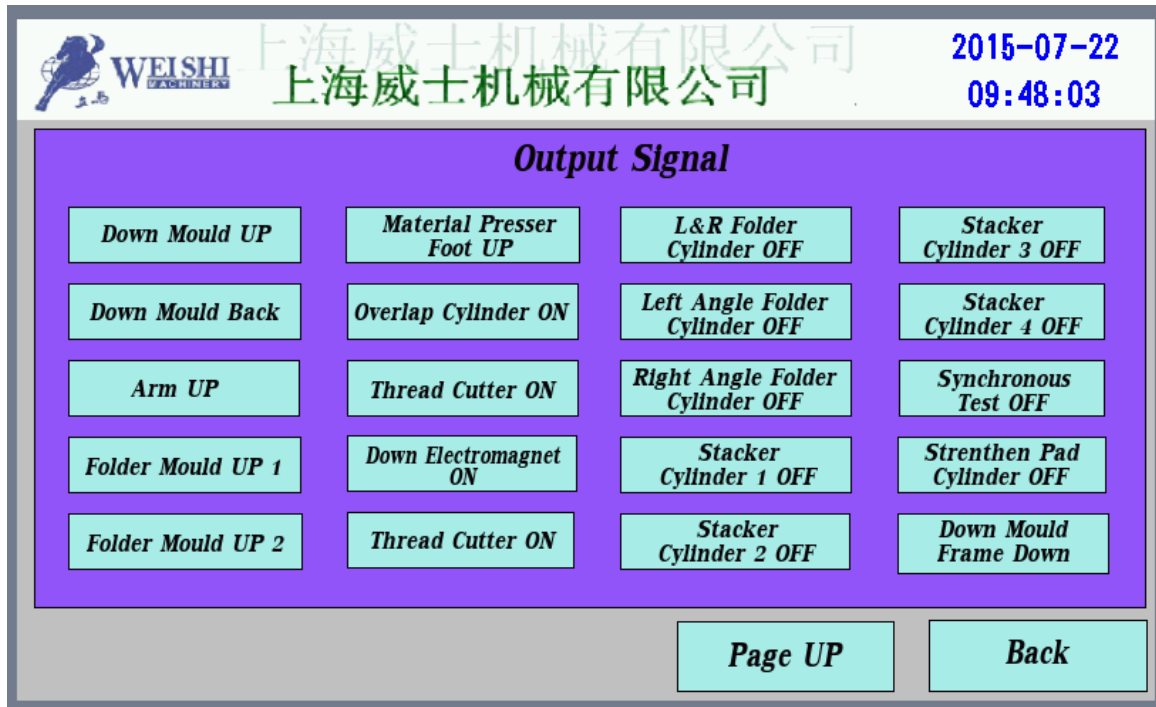 WEISHI
MACHINERY
立马
上海威士机械有限公司
上海威士机械有限公司
2015-07-22
09:48:03
Output Signal
Down Mould UP
Material Presser
Foot UP
L&R Folder
Cylinder OFF
Stacker
Cylinder 3 OFF
Down Mould Back
Overlap Cylinder ON
Left Angle Folder
Cylinder OFF
Stacker
Cylinder 4 OFF
Arm UP
Thread Cutter ON
Right Angle Folder
Cylinder OFF
Synchronous
Test OFF
Folder Mould UP 1
Down Electromagnet
ON
Stacker
Cylinder 1 OFF
Strenthen Pad
Cylinder OFF
Folder Mould UP 2
Thread Cutter ON
Stacker
Cylinder 2 OFF
Down Mould
Frame Down
Page UP
Back